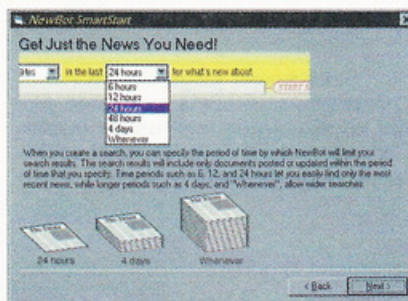 NewBot SmartStart
Get Just the News You Need!
in the last 24 hours for what's new about
START
6 hours
12 hours
24 hours
48 hours
4 days
Whenever
When you create a search, you can specify the period of time by which NewBot will limit your
search results. The search results will include only documents posted or updated within the period
of time that you specify. Time periods such as 6, 12, and 24 hours let you easily find only the most
recent news, while longer periods such as 4 days, and "Whenever", allow wider searches.
24 hours 4 days Whenever
< Back Next >